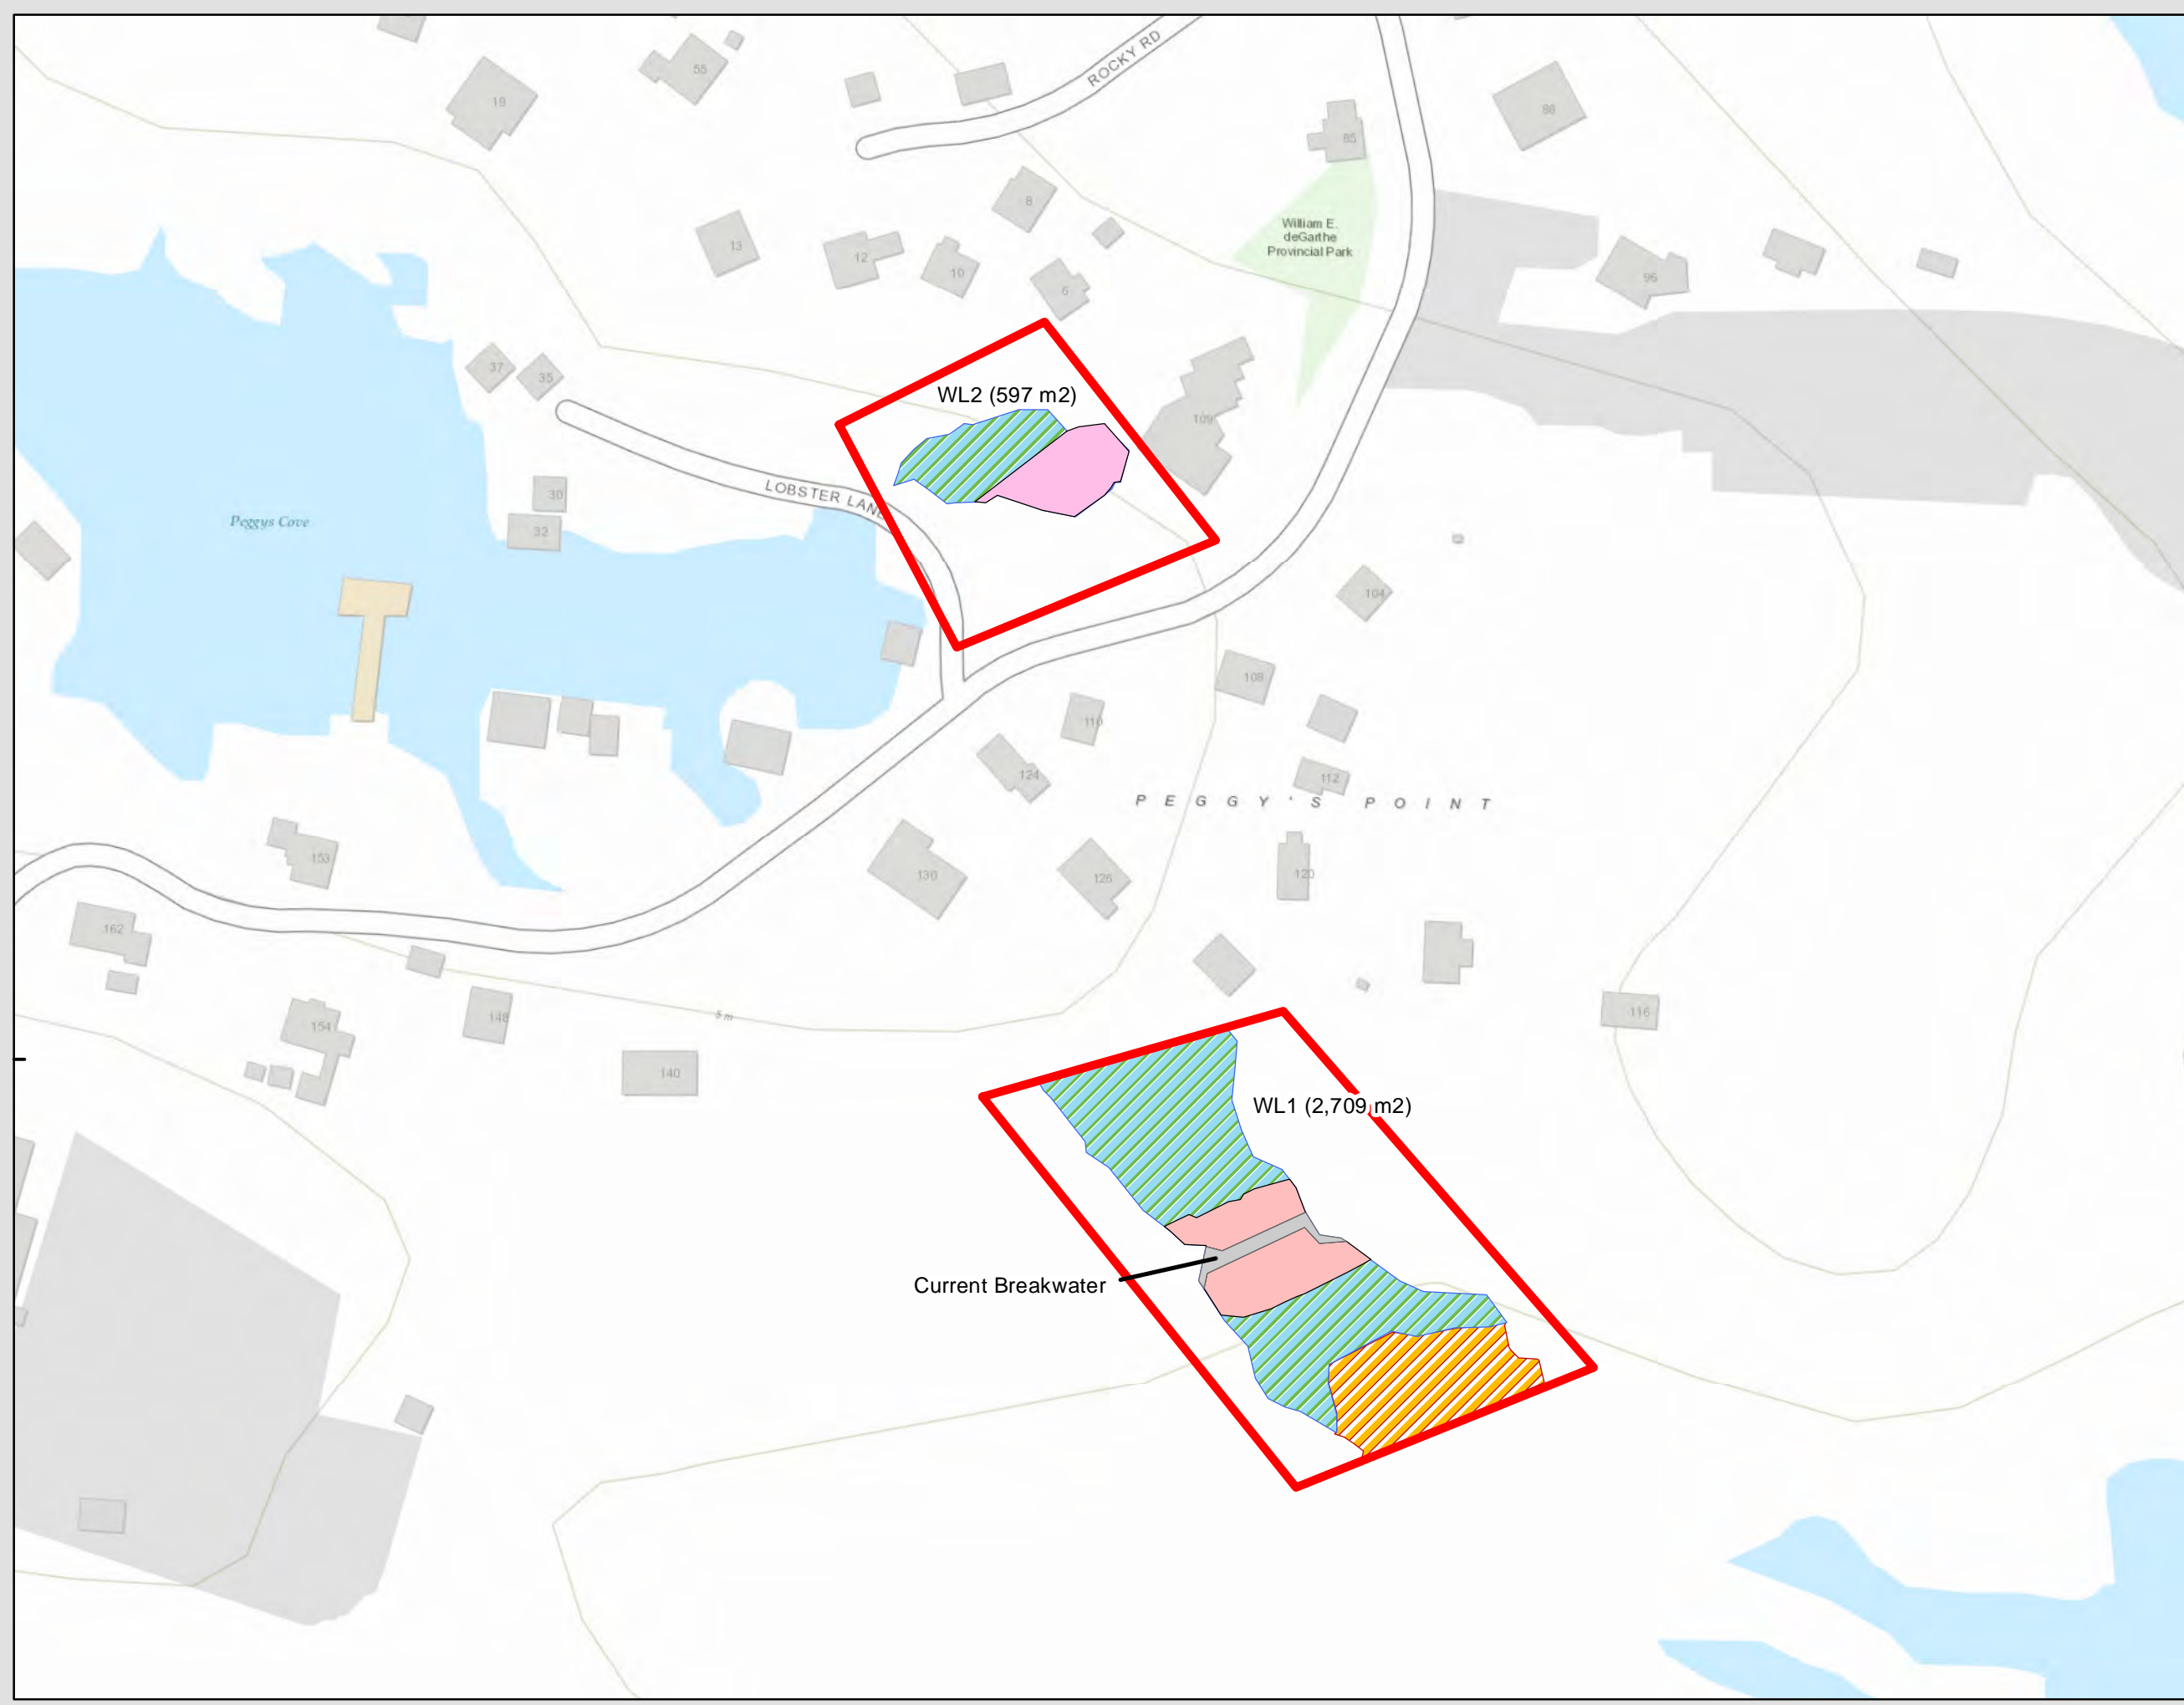 ROCKY RD
55
19
86
85
William E.
deGarthe
Provincial Park
8
13
12
10
6
96
37
35
WL2 (597 m2)
109
LOBSTER LANE
30
32
Peggys Cove
104
108
110
124
112
PEGGY'S POINT
153
130
126
120
162
154
148
5 m
140
116
WL1 (2,709 m2)
Current Breakwater